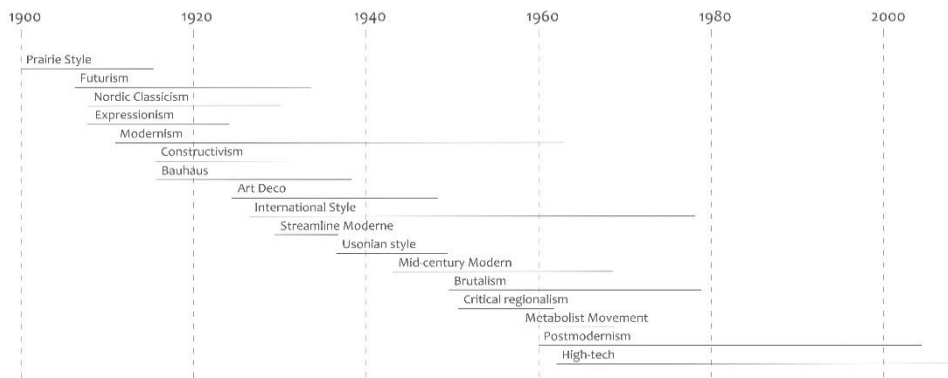 1900 1920 1940 1960 1980 2000
Prairie Style
Futurism
Nordic Classicism
Expressionism
Modernism
Constructivism
Bauhaus
Art Deco
International Style
Streamline Moderne
Usonian style
Mid-century Modern
Brutalism
Critical regionalism
Metabolist Movement
Postmodernism
High-tech